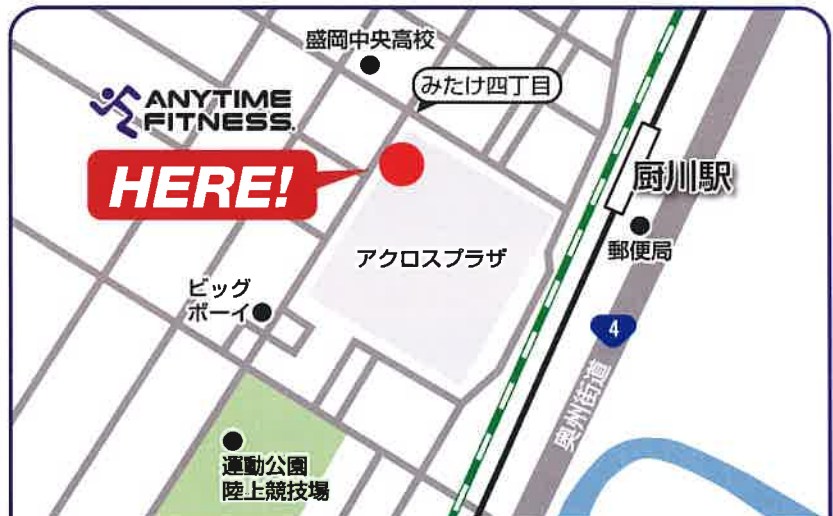 盛岡中央高校
みたけ四丁目
ANYTIME
FITNESS.
HERE!
厨川駅
郵便局
アクロスプラザ
ビッグ
ボーイ
4
奥州街道
運動公園
陸上競技場